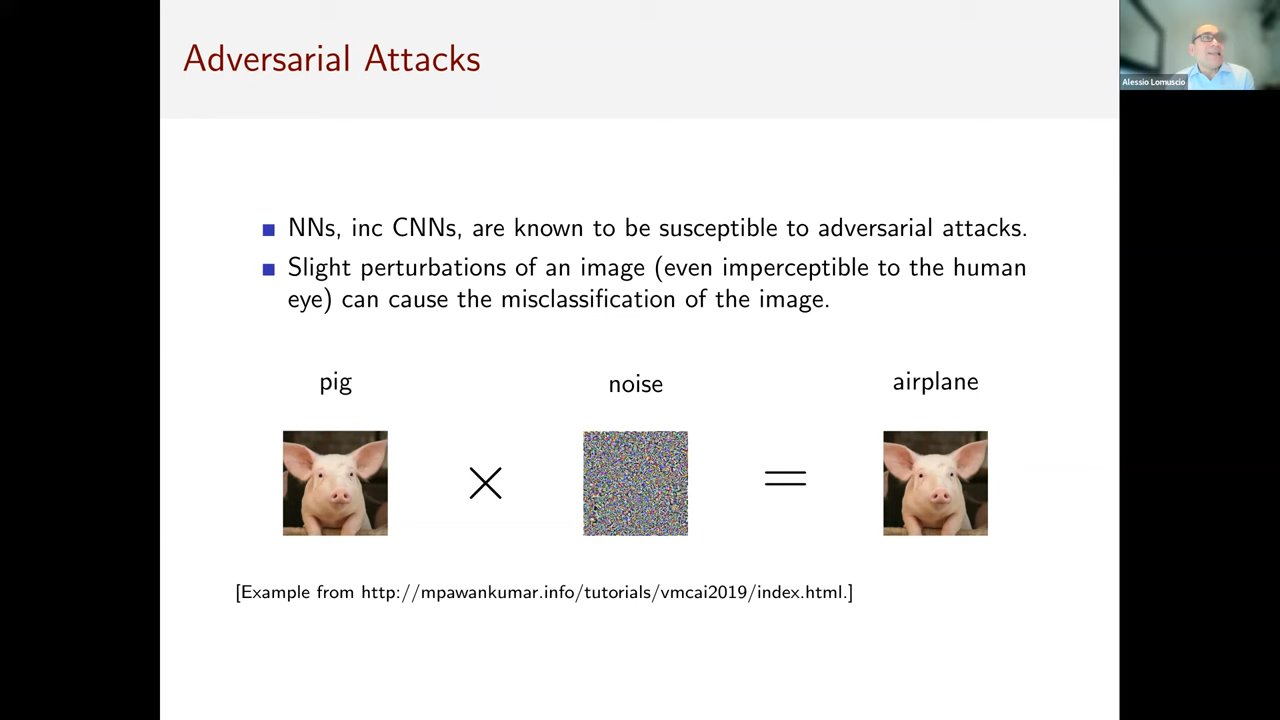 Adversarial Attacks
Alessio Lomuscio
■ NNs, inc CNNs, are known to be susceptible to adversarial attacks.
■ Slight perturbations of an image (even imperceptible to the human
eye) can cause the misclassification of the image.
pig noise airplane
× =
[Example from http://mpawankumar.info/tutorials/vmcai2019/index.html.]